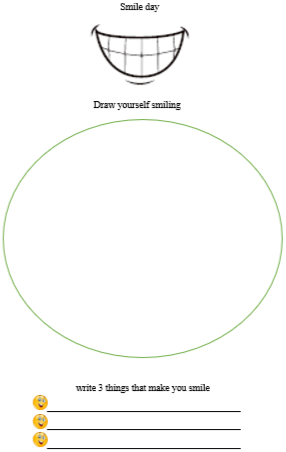 Smile day
Draw yourself smiling
write 3 things that make you smile